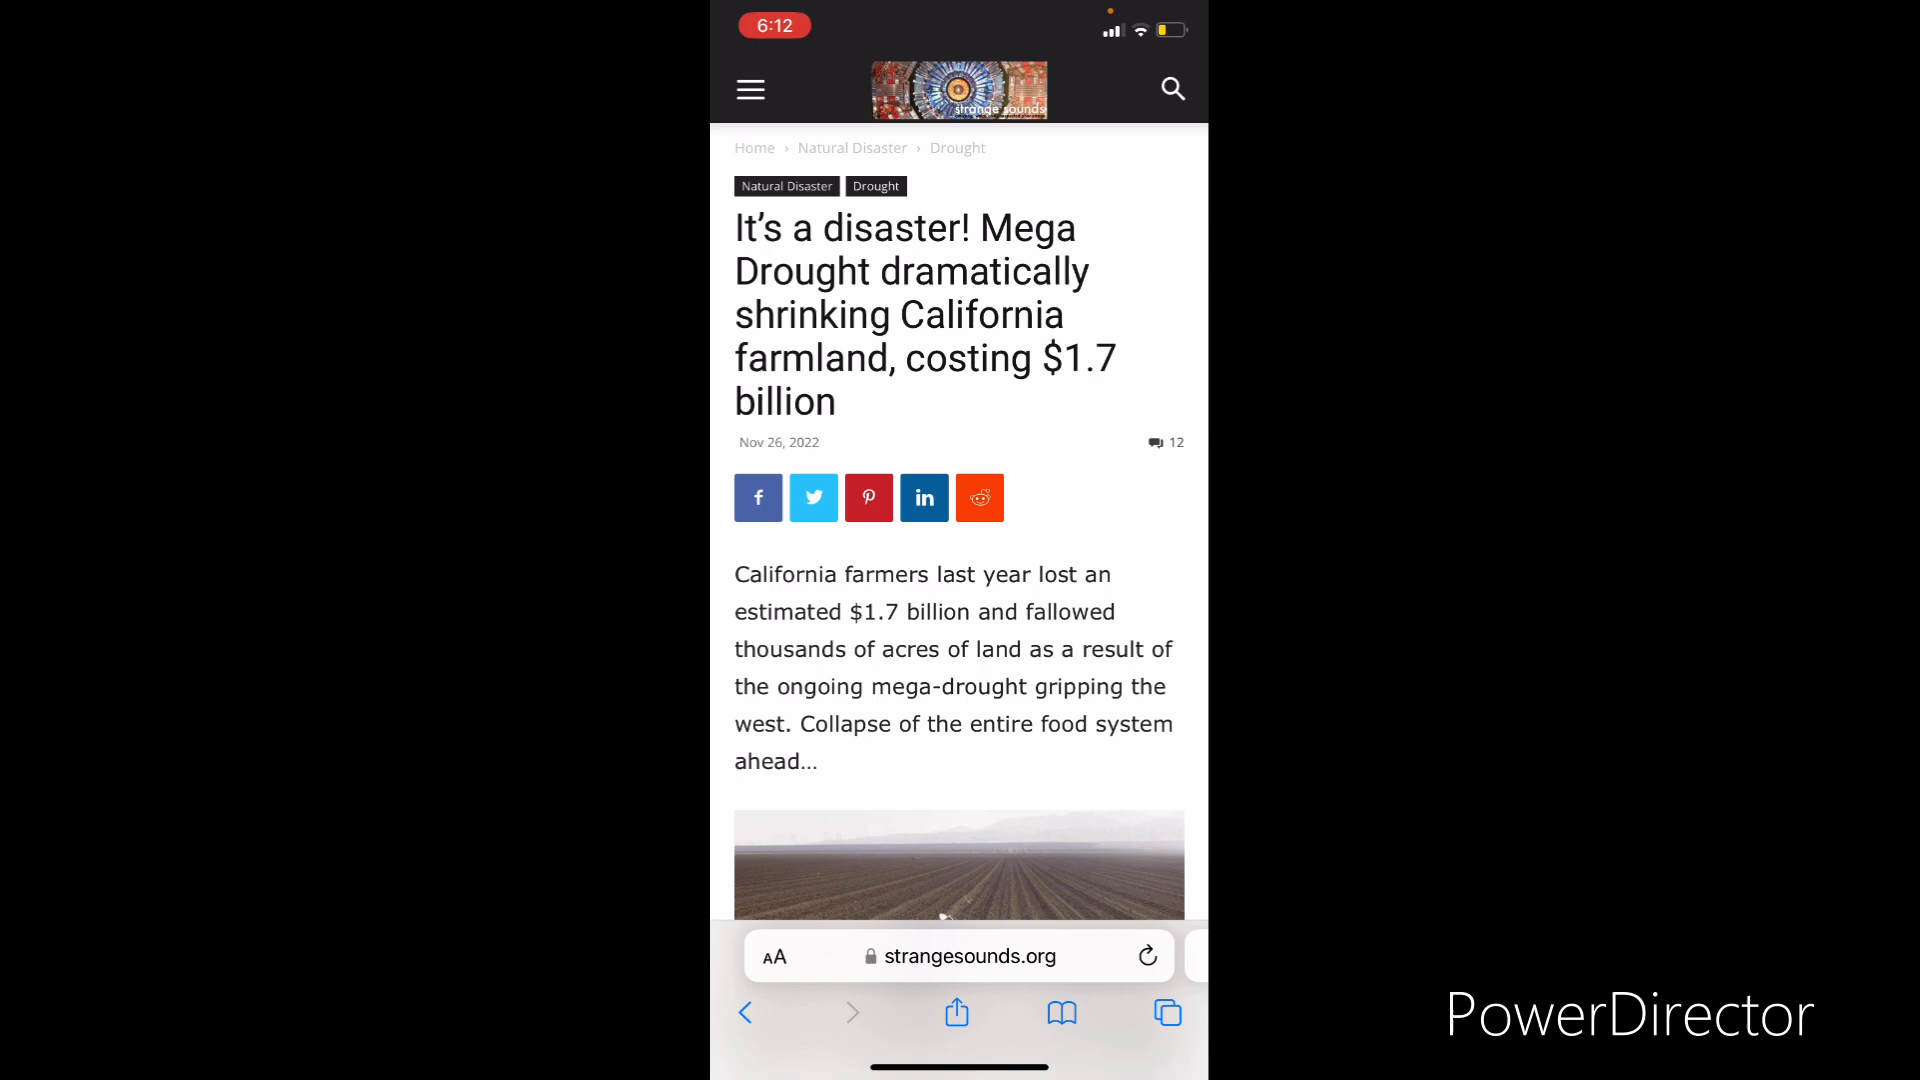 6:12
strange sounds
Home › Natural Disaster › Drought
Natural Disaster Drought
It’s a disaster! Mega
Drought dramatically
shrinking California
farmland, costing $1.7
billion
Nov 26, 2022 12
California farmers last year lost an
estimated $1.7 billion and fallowed
thousands of acres of land as a result of
the ongoing mega-drought gripping the
west. Collapse of the entire food system
ahead…
AA strangesounds.org
PowerDirector